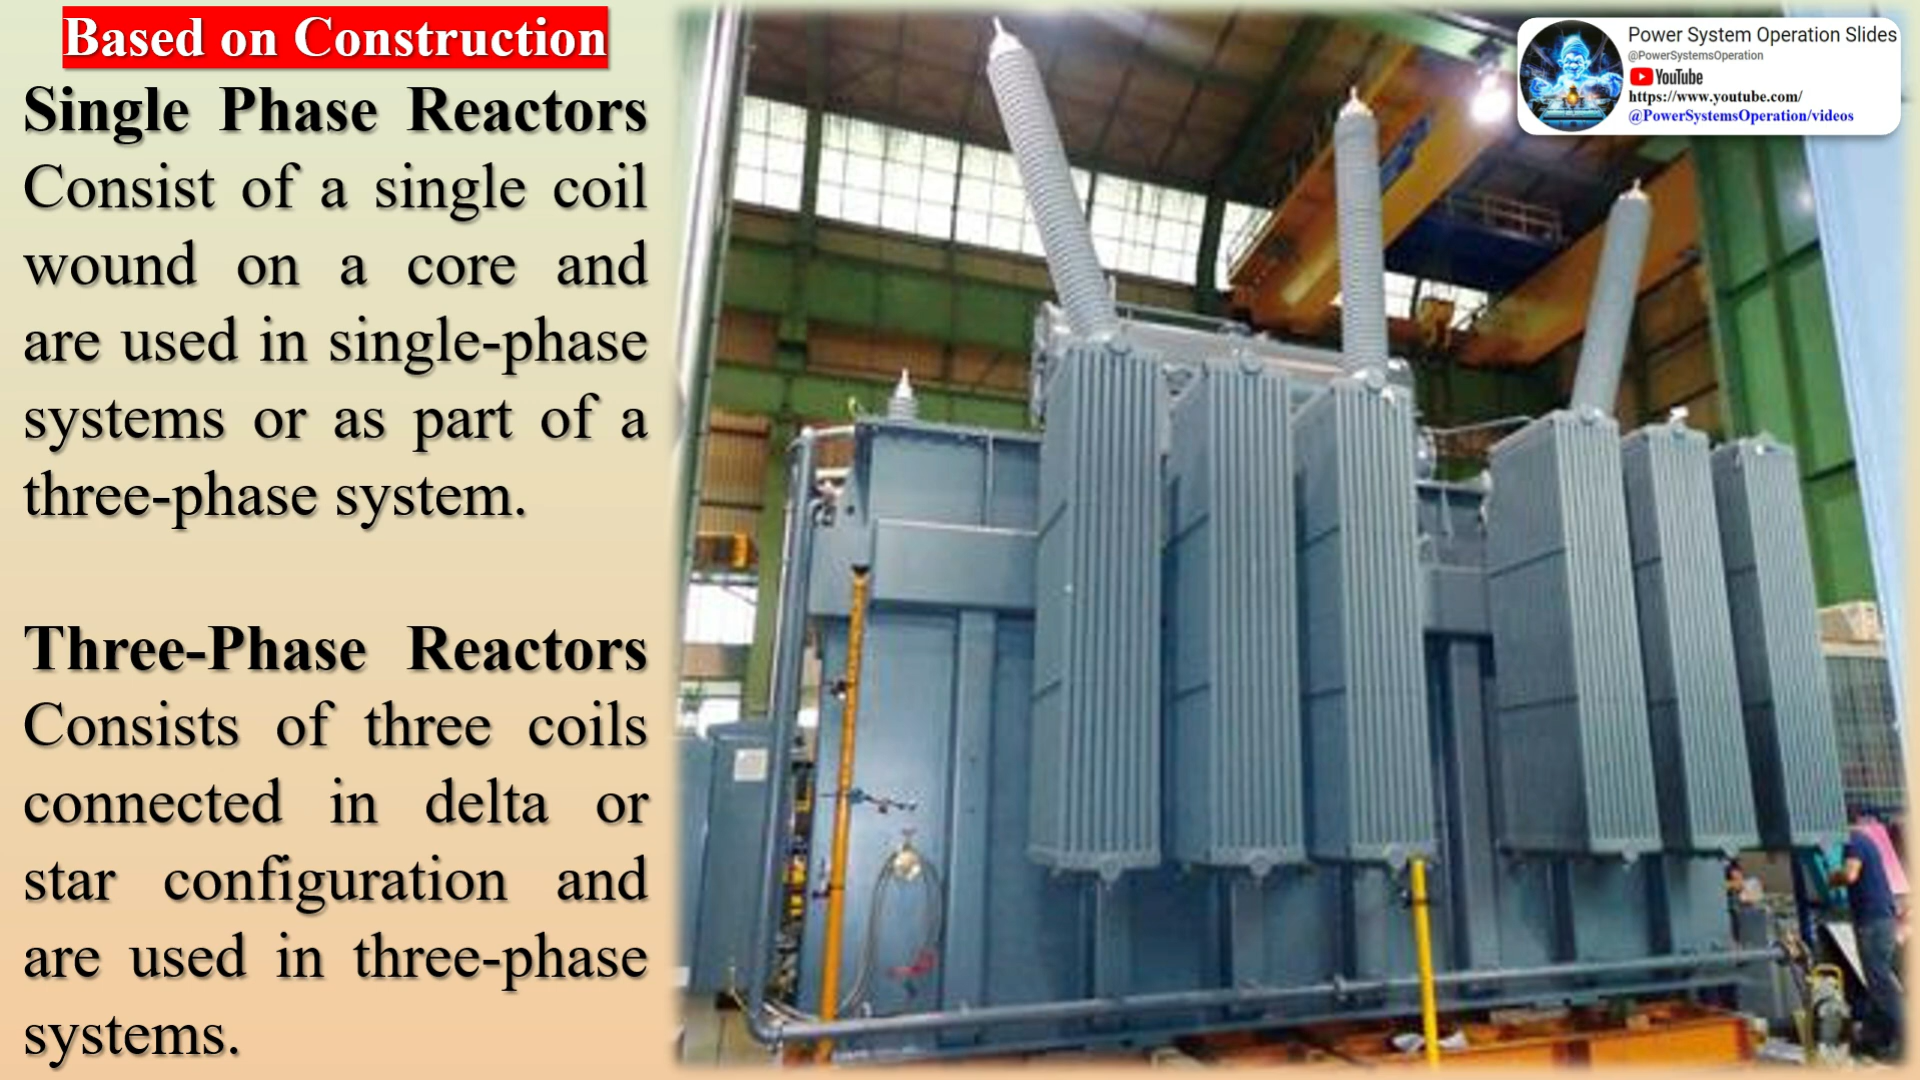 Based on Construction
Single Phase Reactors
Consist of a single coil
wound on a core and
are used in single-phase
systems or as part of a
three-phase system.
Three-Phase Reactors
Consists of three coils
connected in delta or
star configuration and
are used in three-phase
systems.
Power System Operation Slides
@PowerSystemsOperation
YouTube
https://www.youtube.com/
@PowerSystemsOperation/videos